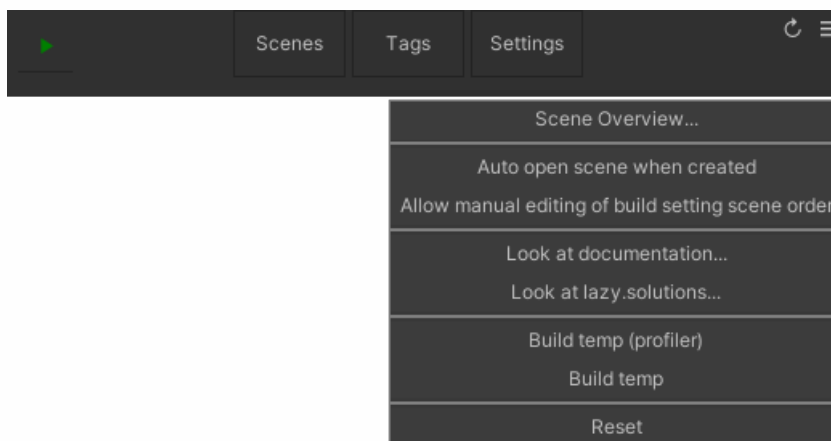 Scenes Tags Settings
Scene Overview...
Auto open scene when created
Allow manual editing of build setting scene order
Look at documentation...
Look at lazy.solutions...
Build temp (profiler)
Build temp
Reset